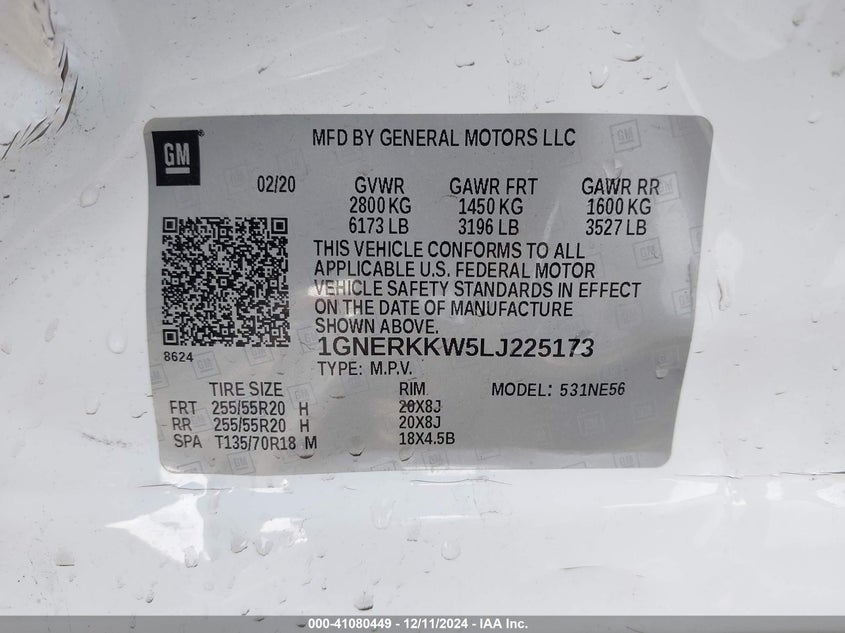 GM
MFD BY GENERAL MOTORS LLC
02/20 GVWR GAWR FRT GAWR RR
2800 KG 1450 KG 1600 KG
6173 LB 3196 LB 3527 LB
THIS VEHICLE CONFORMS TO ALL
APPLICABLE U.S. FEDERAL MOTOR
VEHICLE SAFETY STANDARDS IN EFFECT
ON THE DATE OF MANUFACTURE
SHOWN ABOVE.
8624
1GNERKKW5LJ225173
TYPE: M.P.V.
TIRE SIZE RIM MODEL: 531NE56
FRT 255/55R20 H 20X8J
RR 255/55R20 H 20X8J
SPA T135/70R18 M 18X4.5B
000-41080449 - 12/11/2024 - IAA Inc.